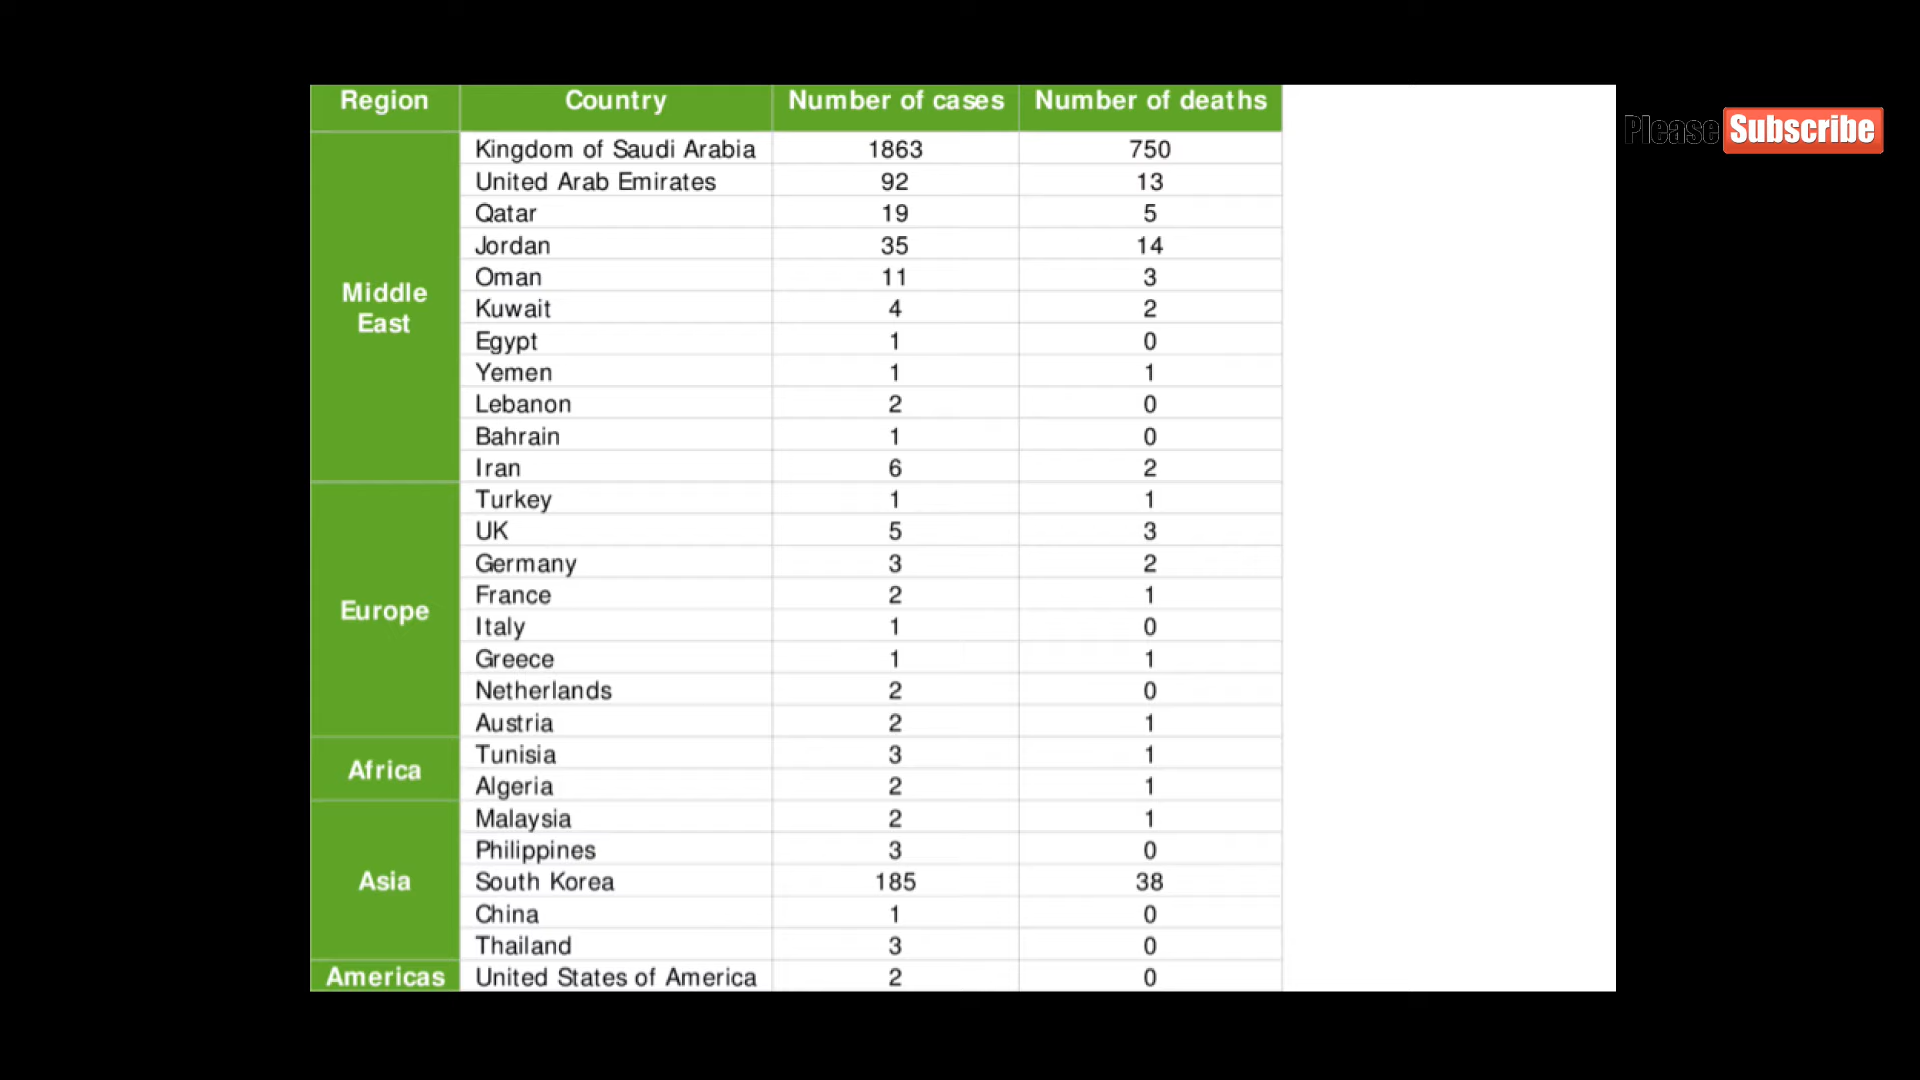 Region Country Number of cases Number of deaths
Please Subscribe
Kingdom of Saudi Arabia 1863 750
United Arab Emirates 92 13
Qatar 19 5
Jordan 35 14
Oman 11 3
Middle East
Kuwait 4 2
Egypt 1 0
Yemen 1 1
Lebanon 2 0
Bahrain 1 0
Iran 6 2
Turkey 1 1
UK 5 3
Germany 3 2
France 2 1
Europe
Italy 1 0
Greece 1 1
Netherlands 2 0
Austria 2 1
Africa
Tunisia 3 1
Algeria 2 1
Malaysia 2 1
Philippines 3 0
Asia
South Korea 185 38
China 1 0
Thailand 3 0
Americas United States of America 2 0